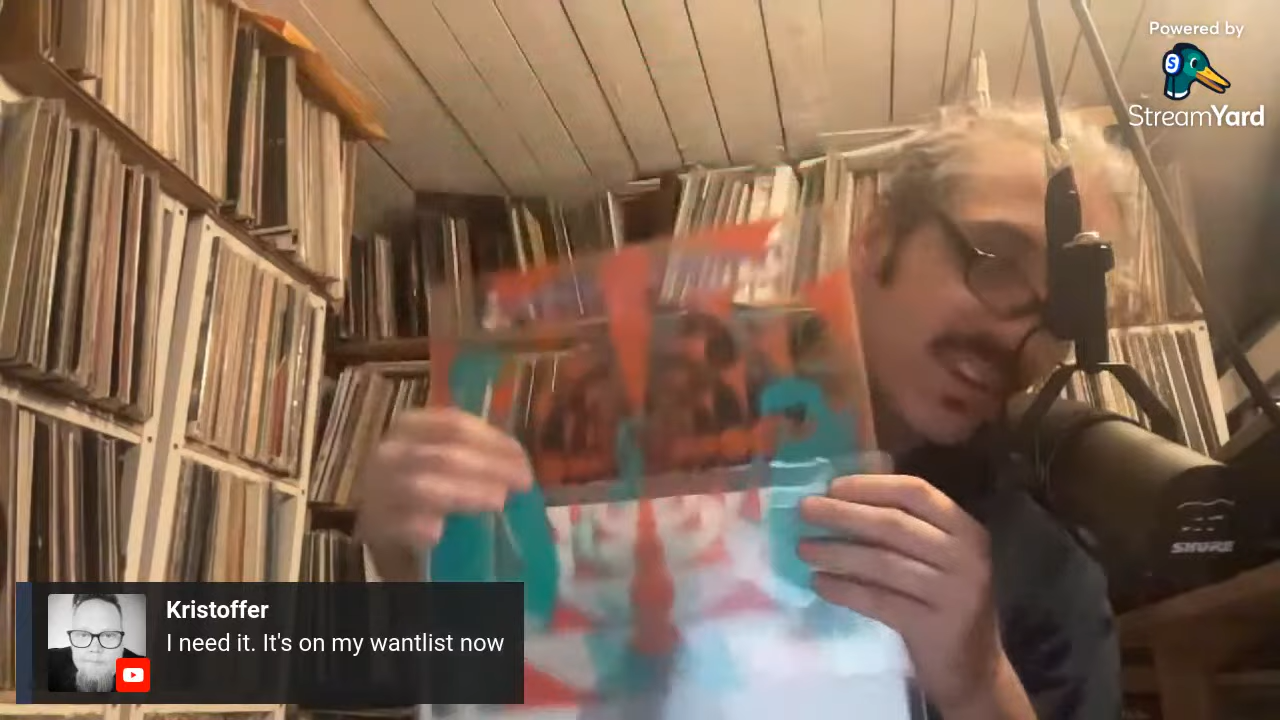 Powered by
S
StreamYard
SHURE
Kristoffer
I need it. It's on my wantlist now